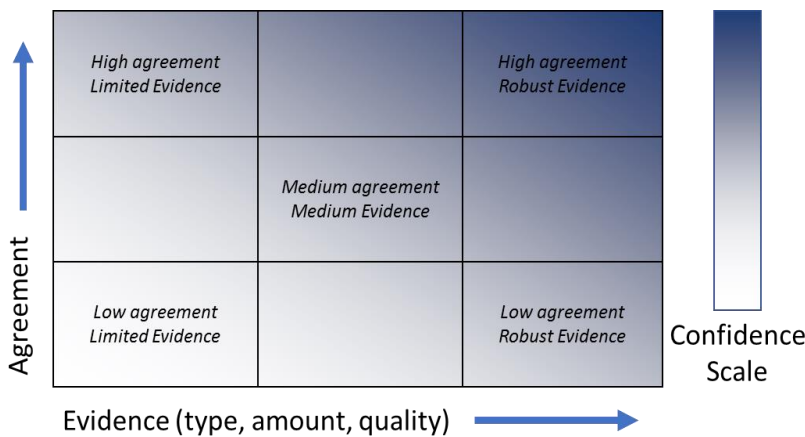 High agreement
Limited Evidence
High agreement
Robust Evidence
Medium agreement
Medium Evidence
Low agreement
Limited Evidence
Low agreement
Robust Evidence
Agreement
Confidence
Scale
Evidence (type, amount, quality)